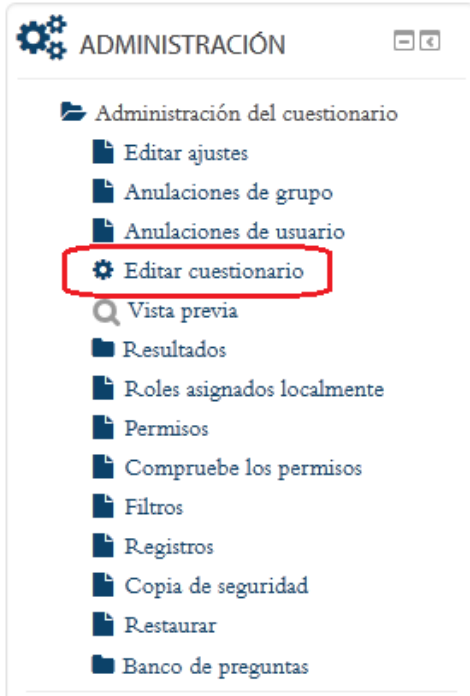 ADMINISTRACIÓN
Administración del cuestionario
Editar ajustes
Anulaciones de grupo
Anulaciones de usuario
Editar cuestionario
Vista previa
Resultados
Roles asignados localmente
Permisos
Compruebe los permisos
Filtros
Registros
Copia de seguridad
Restaurar
Banco de preguntas